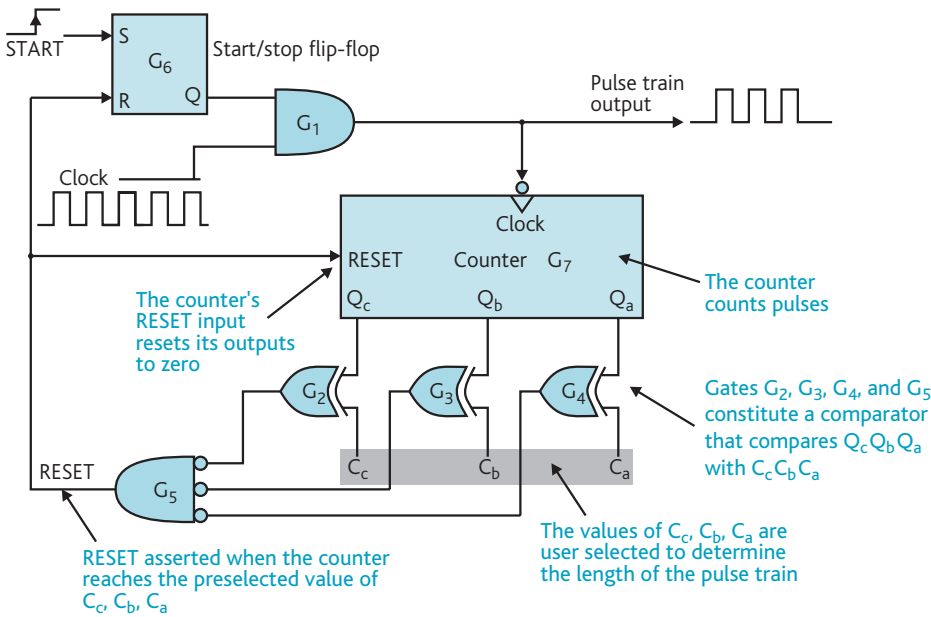 START
S
G6
R
Q
Start/stop flip-flop
G1
Pulse train
output
Clock
Clock
RESET
Counter G7
Qc
Qb
Qa
The counter
counts pulses
The counter's
RESET input
resets its outputs
to zero
G2
G3
G4
Gates G2, G3, G4, and G5
constitute a comparator
that compares QcQbQa
with CcCbCa
Cc
Cb
Ca
RESET
G5
The values of Cc, Cb, Ca are
user selected to determine
the length of the pulse train
RESET asserted when the counter
reaches the preselected value of
Cc, Cb, Ca